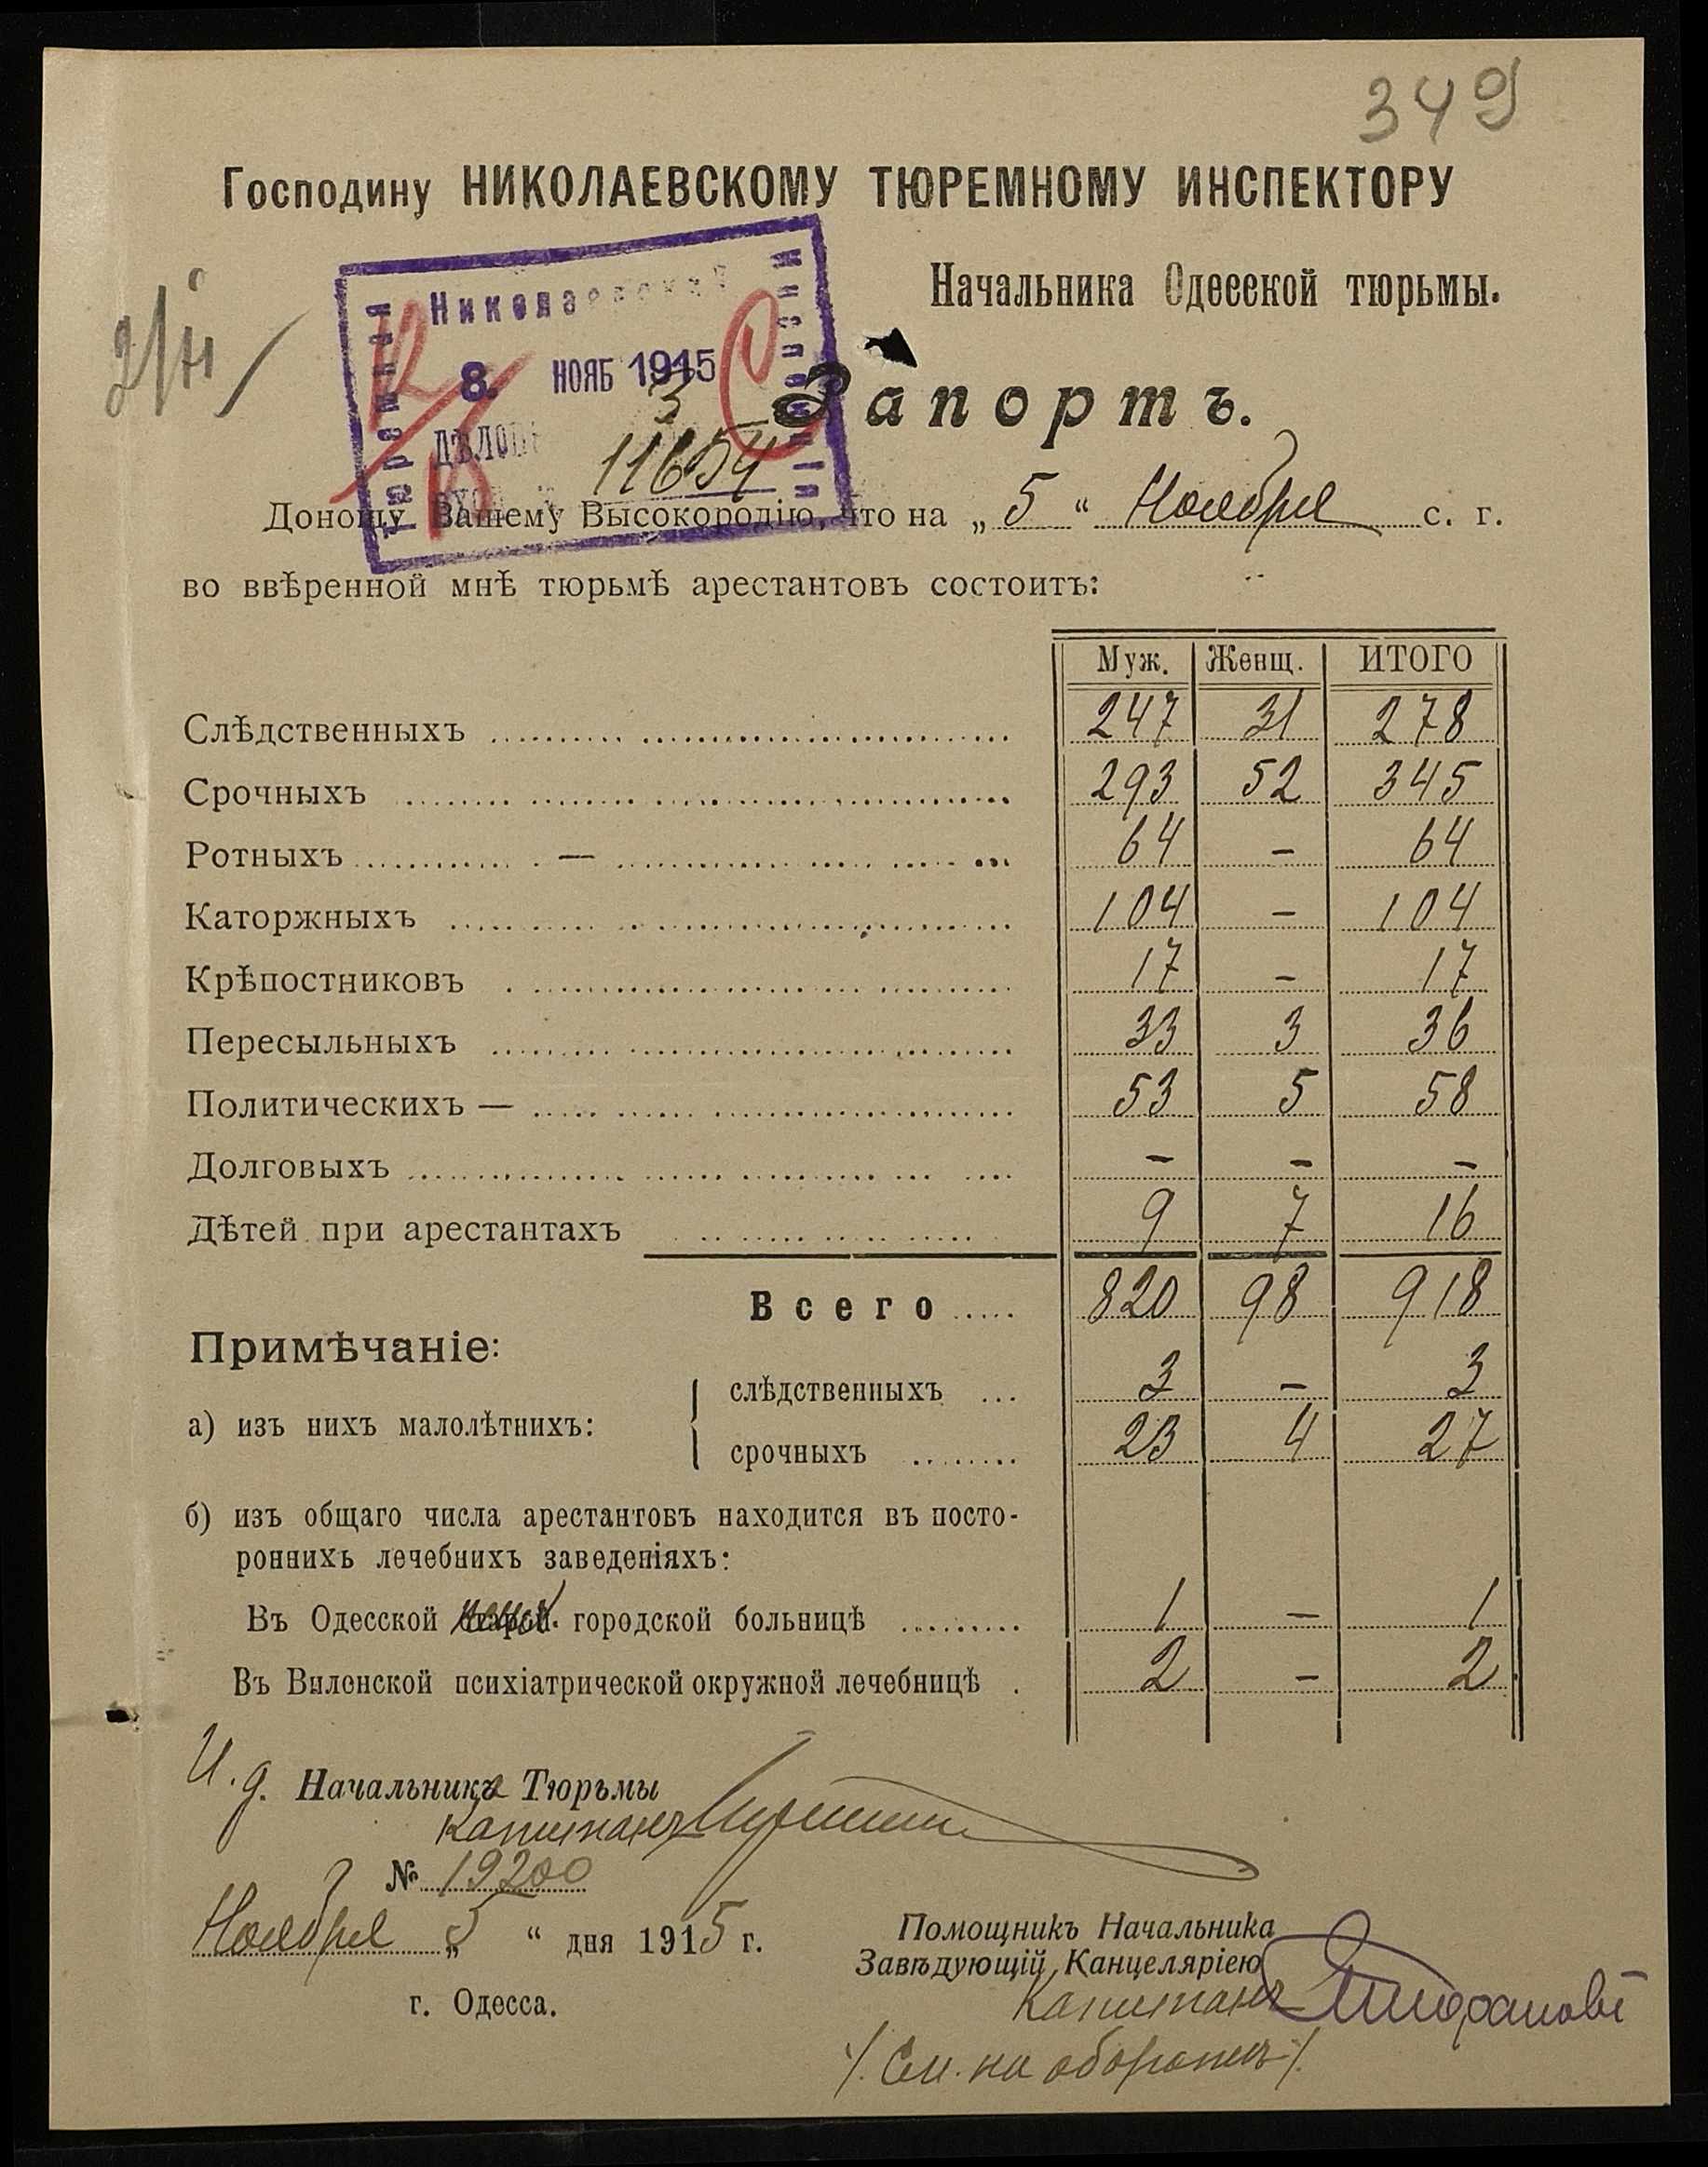 349
Господину НИКОЛАЕВСКОМУ ТЮРЕМНОМУ ИНСПЕКТОРУ
Начальника Одесской тюрьмы.
Николаевская
Тюремная
Инспекція
8. НОЯБ 1915
3
11654
Рапортъ.
Доношу Вашему Высокородію, что на „5“ Ноября с. г.
во ввѣренной мнѣ тюрьмѣ арестантовъ состоитъ:
Муж. Женщ. ИТОГО
Слѣдственныхъ 247 31 278
Срочныхъ 293 52 345
Ротныхъ — 64 - 64
Каторжныхъ 104 - 104
Крѣпостниковъ 17 - 17
Пересыльныхъ 33 3 36
Политическихъ — 53 5 58
Долговыхъ - - -
Дѣтей при арестантахъ 9 7 16
Всего 820 98 918
Примѣчаніе:
а) изъ нихъ малолѣтнихъ:
слѣдственныхъ 3 - 3
срочныхъ 23 4 27
б) изъ общаго числа арестантовъ находится въ посто-
роннихъ лечебнихъ заведеніяхъ:
Въ Одесской городской больницѣ 1 - 1
Въ Виленской психіатрической окружной лечебницѣ 2 - 2
И. д. Начальника Тюрьмы
Капитанъ
№ 19200
Ноября „5“ дня 1915 г.
г. Одесса.
Помощникъ Начальника
Завѣдующій Канцеляріею
Капитанъ
/. См. на оборотѣ ./.